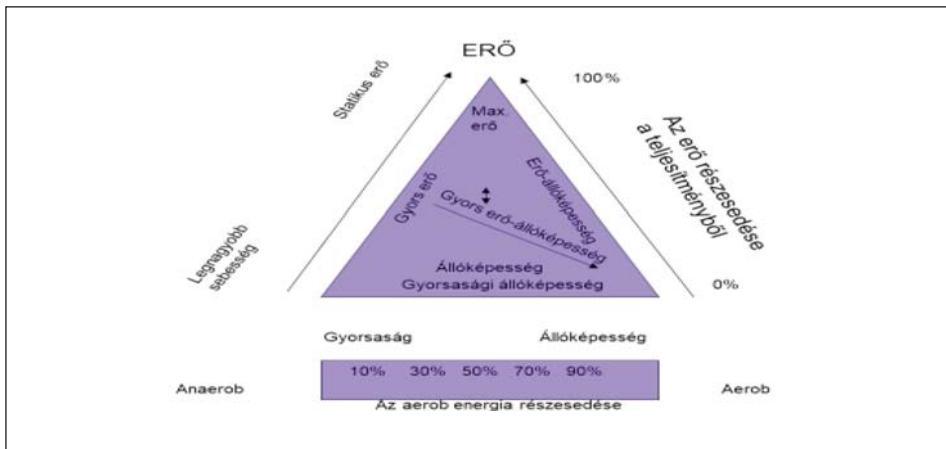 ERŐ
Statikus erő
100%
Max.
erő
Az erő részesedése
a teljesítményből
Gyors erő
Erő-állóképesség
Gyors erő-állóképesség
Legnagyobb
sebesség
Állóképesség
Gyorsasági állóképesség
0%
Gyorsaság
Állóképesség
10% 30% 50% 70% 90%
Anaerob
Aerob
Az aerob energia részesedése